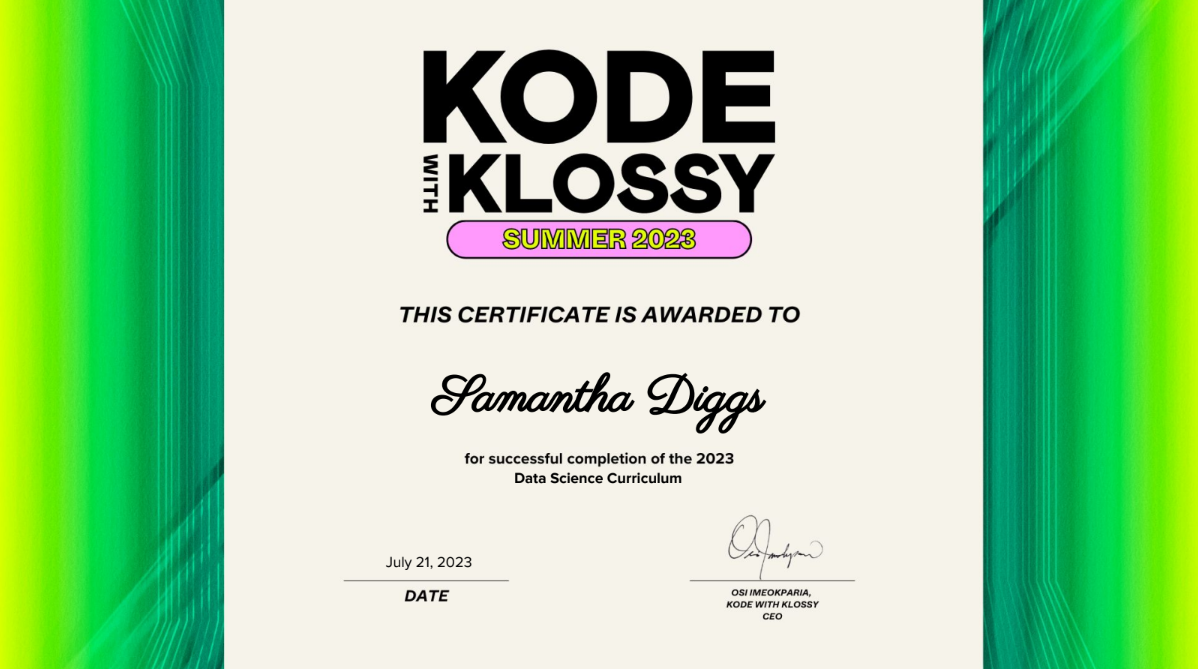 KODE
WITH KLOSSY
SUMMER 2023
THIS CERTIFICATE IS AWARDED TO
Samantha Diggs
for successful completion of the 2023
Data Science Curriculum
July 21, 2023
DATE
OSI IMEOKPARIA,
KODE WITH KLOSSY
CEO